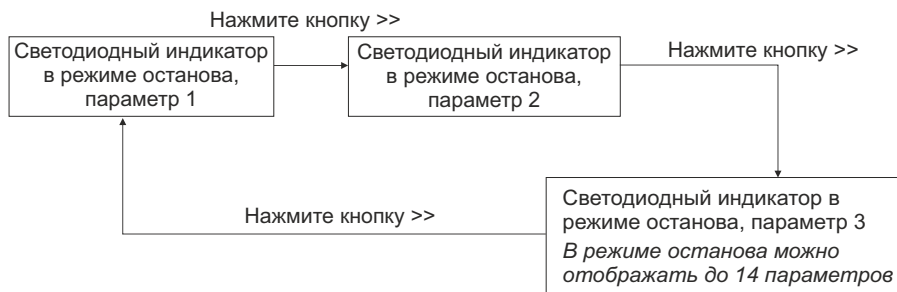 Нажмите кнопку >>
Светодиодный индикатор
в режиме останова,
параметр 1
Светодиодный индикатор
в режиме останова,
параметр 2
Нажмите кнопку >>
Светодиодный индикатор в
режиме останова, параметр 3
В режиме останова можно
отображать до 14 параметров
Нажмите кнопку >>